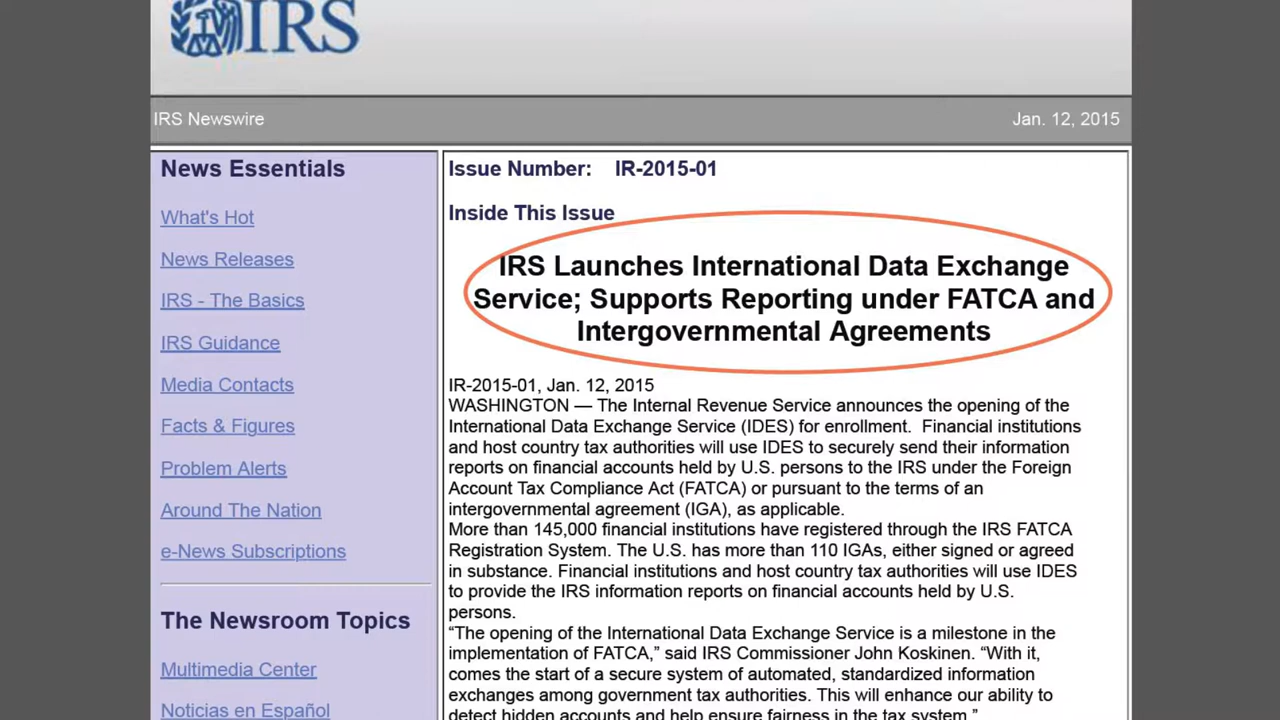 IRS
IRS Newswire
Jan. 12, 2015
News Essentials
What's Hot
News Releases
IRS - The Basics
IRS Guidance
Media Contacts
Facts & Figures
Problem Alerts
Around The Nation
e-News Subscriptions
The Newsroom Topics
Multimedia Center
Noticias en Español
Issue Number: IR-2015-01
Inside This Issue
IRS Launches International Data Exchange
Service; Supports Reporting under FATCA and
Intergovernmental Agreements
IR-2015-01, Jan. 12, 2015
WASHINGTON — The Internal Revenue Service announces the opening of the
International Data Exchange Service (IDES) for enrollment. Financial institutions
and host country tax authorities will use IDES to securely send their information
reports on financial accounts held by U.S. persons to the IRS under the Foreign
Account Tax Compliance Act (FATCA) or pursuant to the terms of an
intergovernmental agreement (IGA), as applicable.
More than 145,000 financial institutions have registered through the IRS FATCA
Registration System. The U.S. has more than 110 IGAs, either signed or agreed
in substance. Financial institutions and host country tax authorities will use IDES
to provide the IRS information reports on financial accounts held by U.S.
persons.
“The opening of the International Data Exchange Service is a milestone in the
implementation of FATCA,” said IRS Commissioner John Koskinen. “With it,
comes the start of a secure system of automated, standardized information
exchanges among government tax authorities. This will enhance our ability to
detect hidden accounts and help ensure fairness in the tax system.”